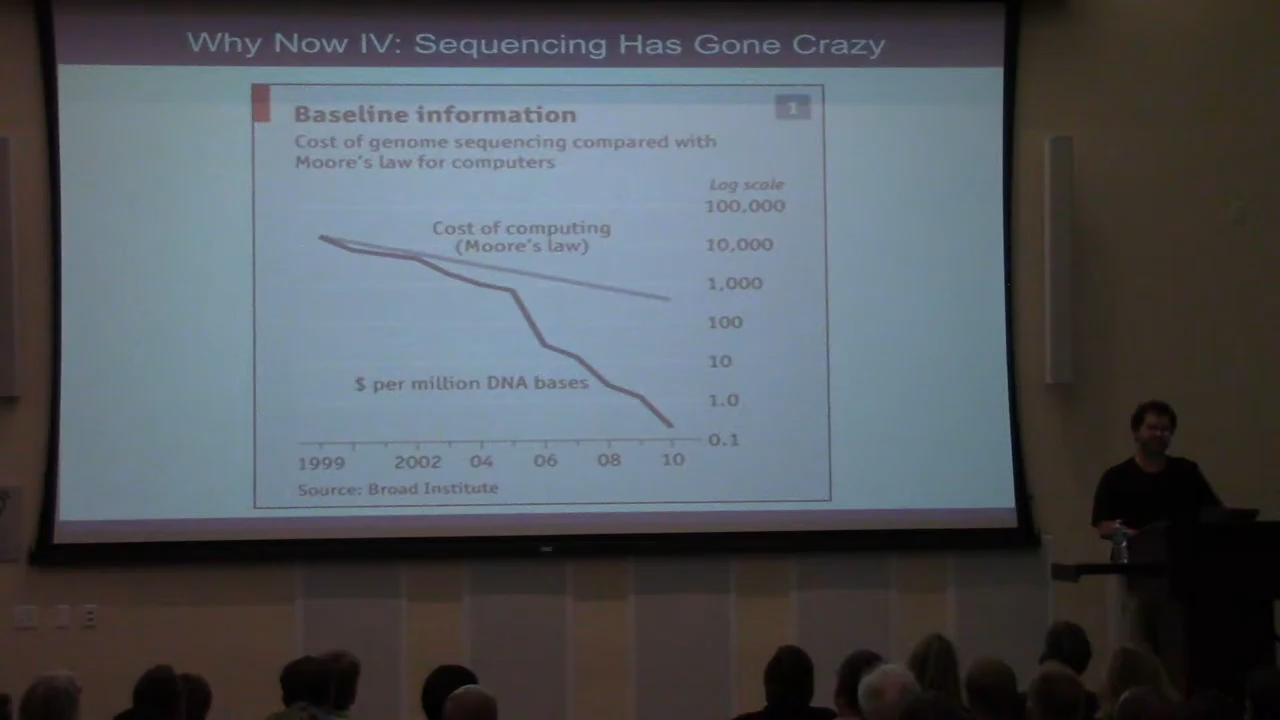 Why Now IV: Sequencing Has Gone Crazy
Baseline information
1
Cost of genome sequencing compared with
Moore's law for computers
Log scale
100,000
Cost of computing
(Moore's law)
10,000
1,000
100
10
$ per million DNA bases
1.0
0.1
1999 2002 04 06 08 10
Source: Broad Institute